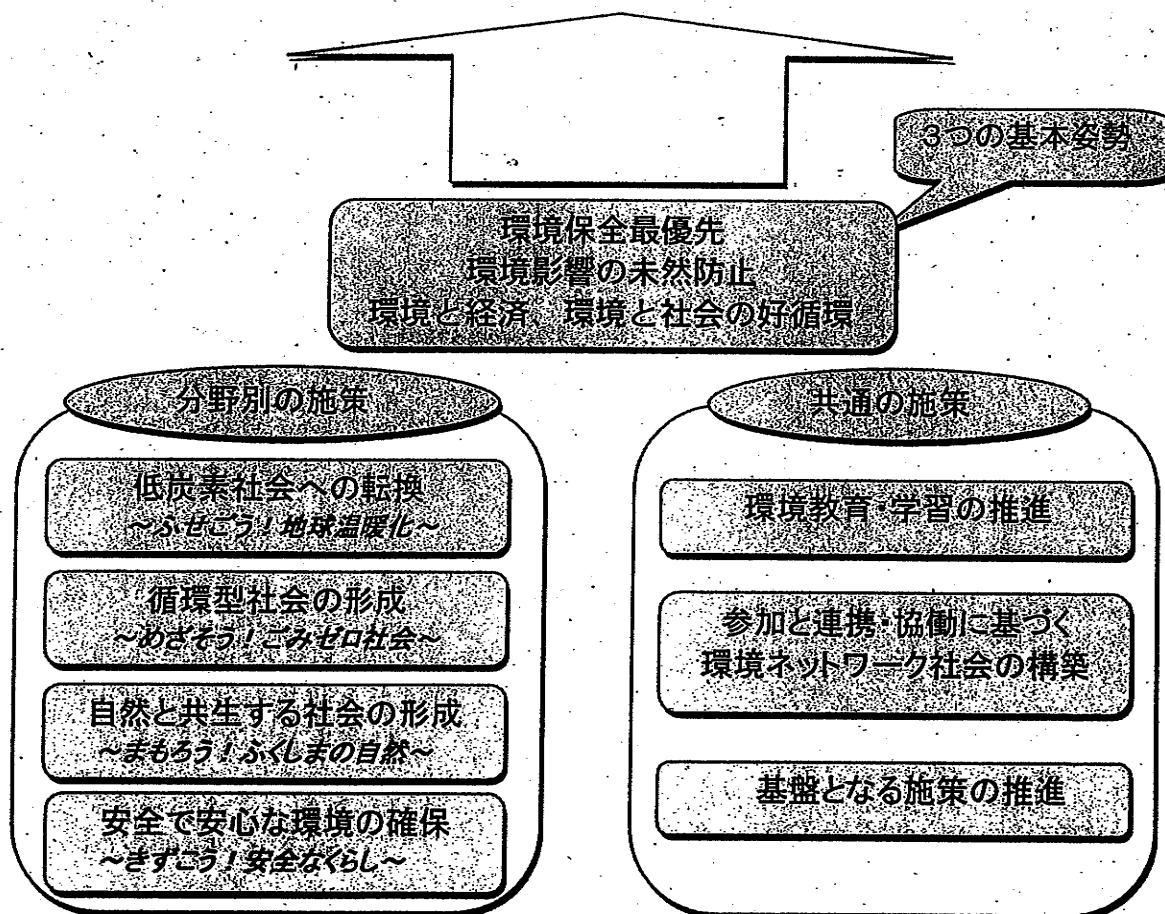 3つの基本姿勢
環境保全最優先
環境影響の未然防止
環境と経済　環境と社会の好循環
分野別の施策
低炭素社会への転換
～ふせごう！地球温暖化～
循環型社会の形成
～めざそう！ごみゼロ社会～
自然と共生する社会の形成
～まもろう！ふくしまの自然～
安全で安心な環境の確保
～きずこう！安全なくらし～
共通の施策
環境教育・学習の推進
参加と連携・協働に基づく
環境ネットワーク社会の構築
基盤となる施策の推進